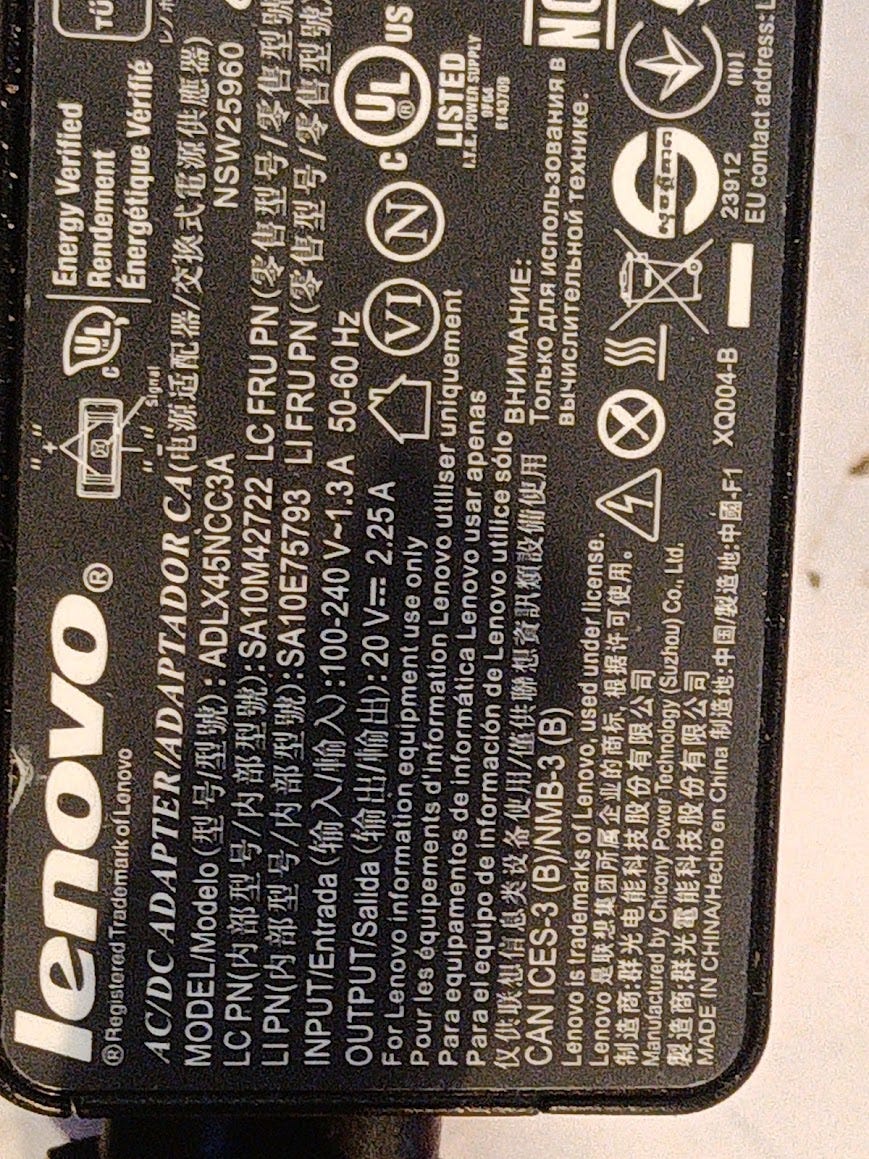 lenovo®
® Registered Trademark of Lenovo
Signal
c UL us
Energy Verified
Rendement
Énergétique Vérifié
TÜ
AC/DC ADAPTER/ADAPTADOR CA(电源适配器/交换式電源供應器)
MODEL/Modelo (型号/型號) : ADLX45NCC3A
NSW25960
LC PN(内部型号/內部型號):SA10M42722 LC FRU PN(零售型号/零售型號
LI PN(内部型号/內部型號):SA10E75793 LI FRU PN(零售型号/零售型號
INPUT/Entrada (输入/輸入) :100-240 V~1.3 A 50-60 Hz
OUTPUT/Salida (输出/輸出) :20 V⎓ 2.25 A
VI
N
c UL® US
LISTED
I.T.E. POWER SUPPLY
For Lenovo information equipment use only
Pour les équipements d'information Lenovo utiliser uniquement
Para equipamentos de informática Lenovo usar apenas
Para el equipo de información de Lenovo utilice sólo
仅供联想信息类设备使用/僅供聯想資訊類設備使用
ВНИМАНИЕ:
Только для использования в
вычислительной технике.
CAN ICES-3 (B)/NMB-3 (B)
Lenovo is trademarks of Lenovo, used under license.
Lenovo 是联想集团所属企业的商标, 根据许可使用。
制造商:群光电能科技股份有限公司
Manufactured by Chicony Power Technology (Suzhou) Co., Ltd.
製造商:群光電能科技股份有限公司
MADE IN CHINA/Hecho en China 制造地:中国/製造地:中國-F1 XQ004-B
23912
EU contact address: L